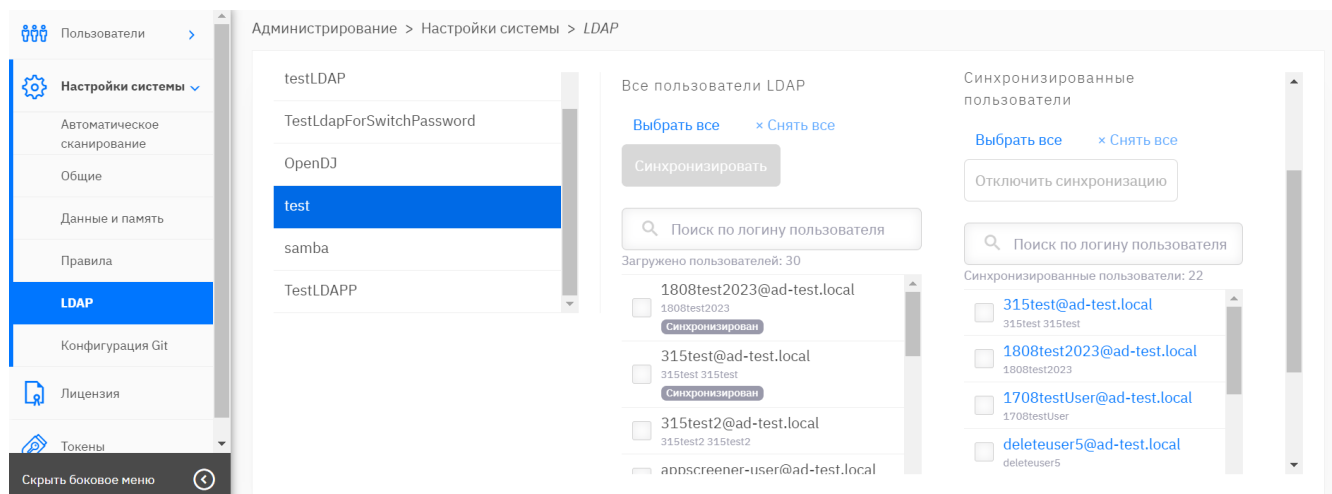 Пользователи
Настройки системы
Автоматическое
сканирование
Общие
Данные и память
Правила
LDAP
Конфигурация Git
Лицензия
Токены
Скрыть боковое меню
Администрирование > Настройки системы > LDAP
testLDAP
TestLdapForSwitchPassword
OpenDJ
test
samba
TestLDAPP
Все пользователи LDAP
Выбрать все × Снять все
Синхронизировать
Поиск по логину пользователя
Загружено пользователей: 30
1808test2023@ad-test.local
1808test2023
Синхронизирован
315test@ad-test.local
315test 315test
Синхронизирован
315test2@ad-test.local
315test2 315test2
appscreener-user@ad-test.local
Синхронизированные
пользователи
Выбрать все × Снять все
Отключить синхронизацию
Поиск по логину пользователя
Синхронизированные пользователи: 22
315test@ad-test.local
315test 315test
1808test2023@ad-test.local
1808test2023
1708testUser@ad-test.local
1708testUser
deleteuser5@ad-test.local
deleteuser5